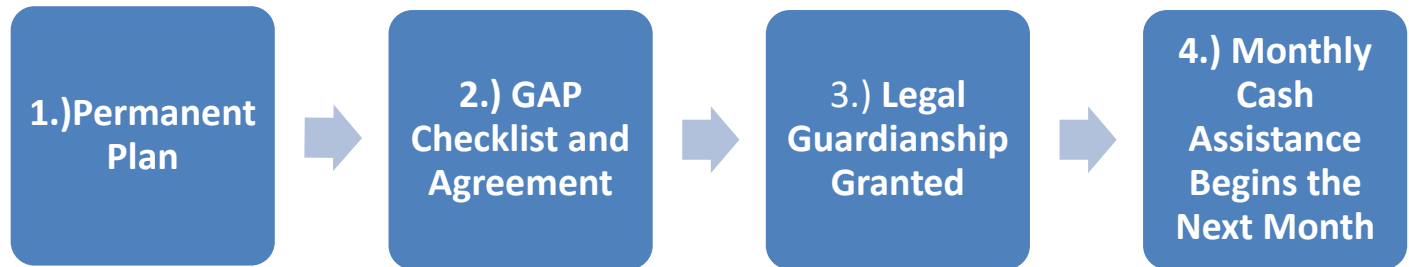 1.)Permanent
Plan
2.) GAP
Checklist and
Agreement
3.) Legal
Guardianship
Granted
4.) Monthly
Cash
Assistance
Begins the
Next Month